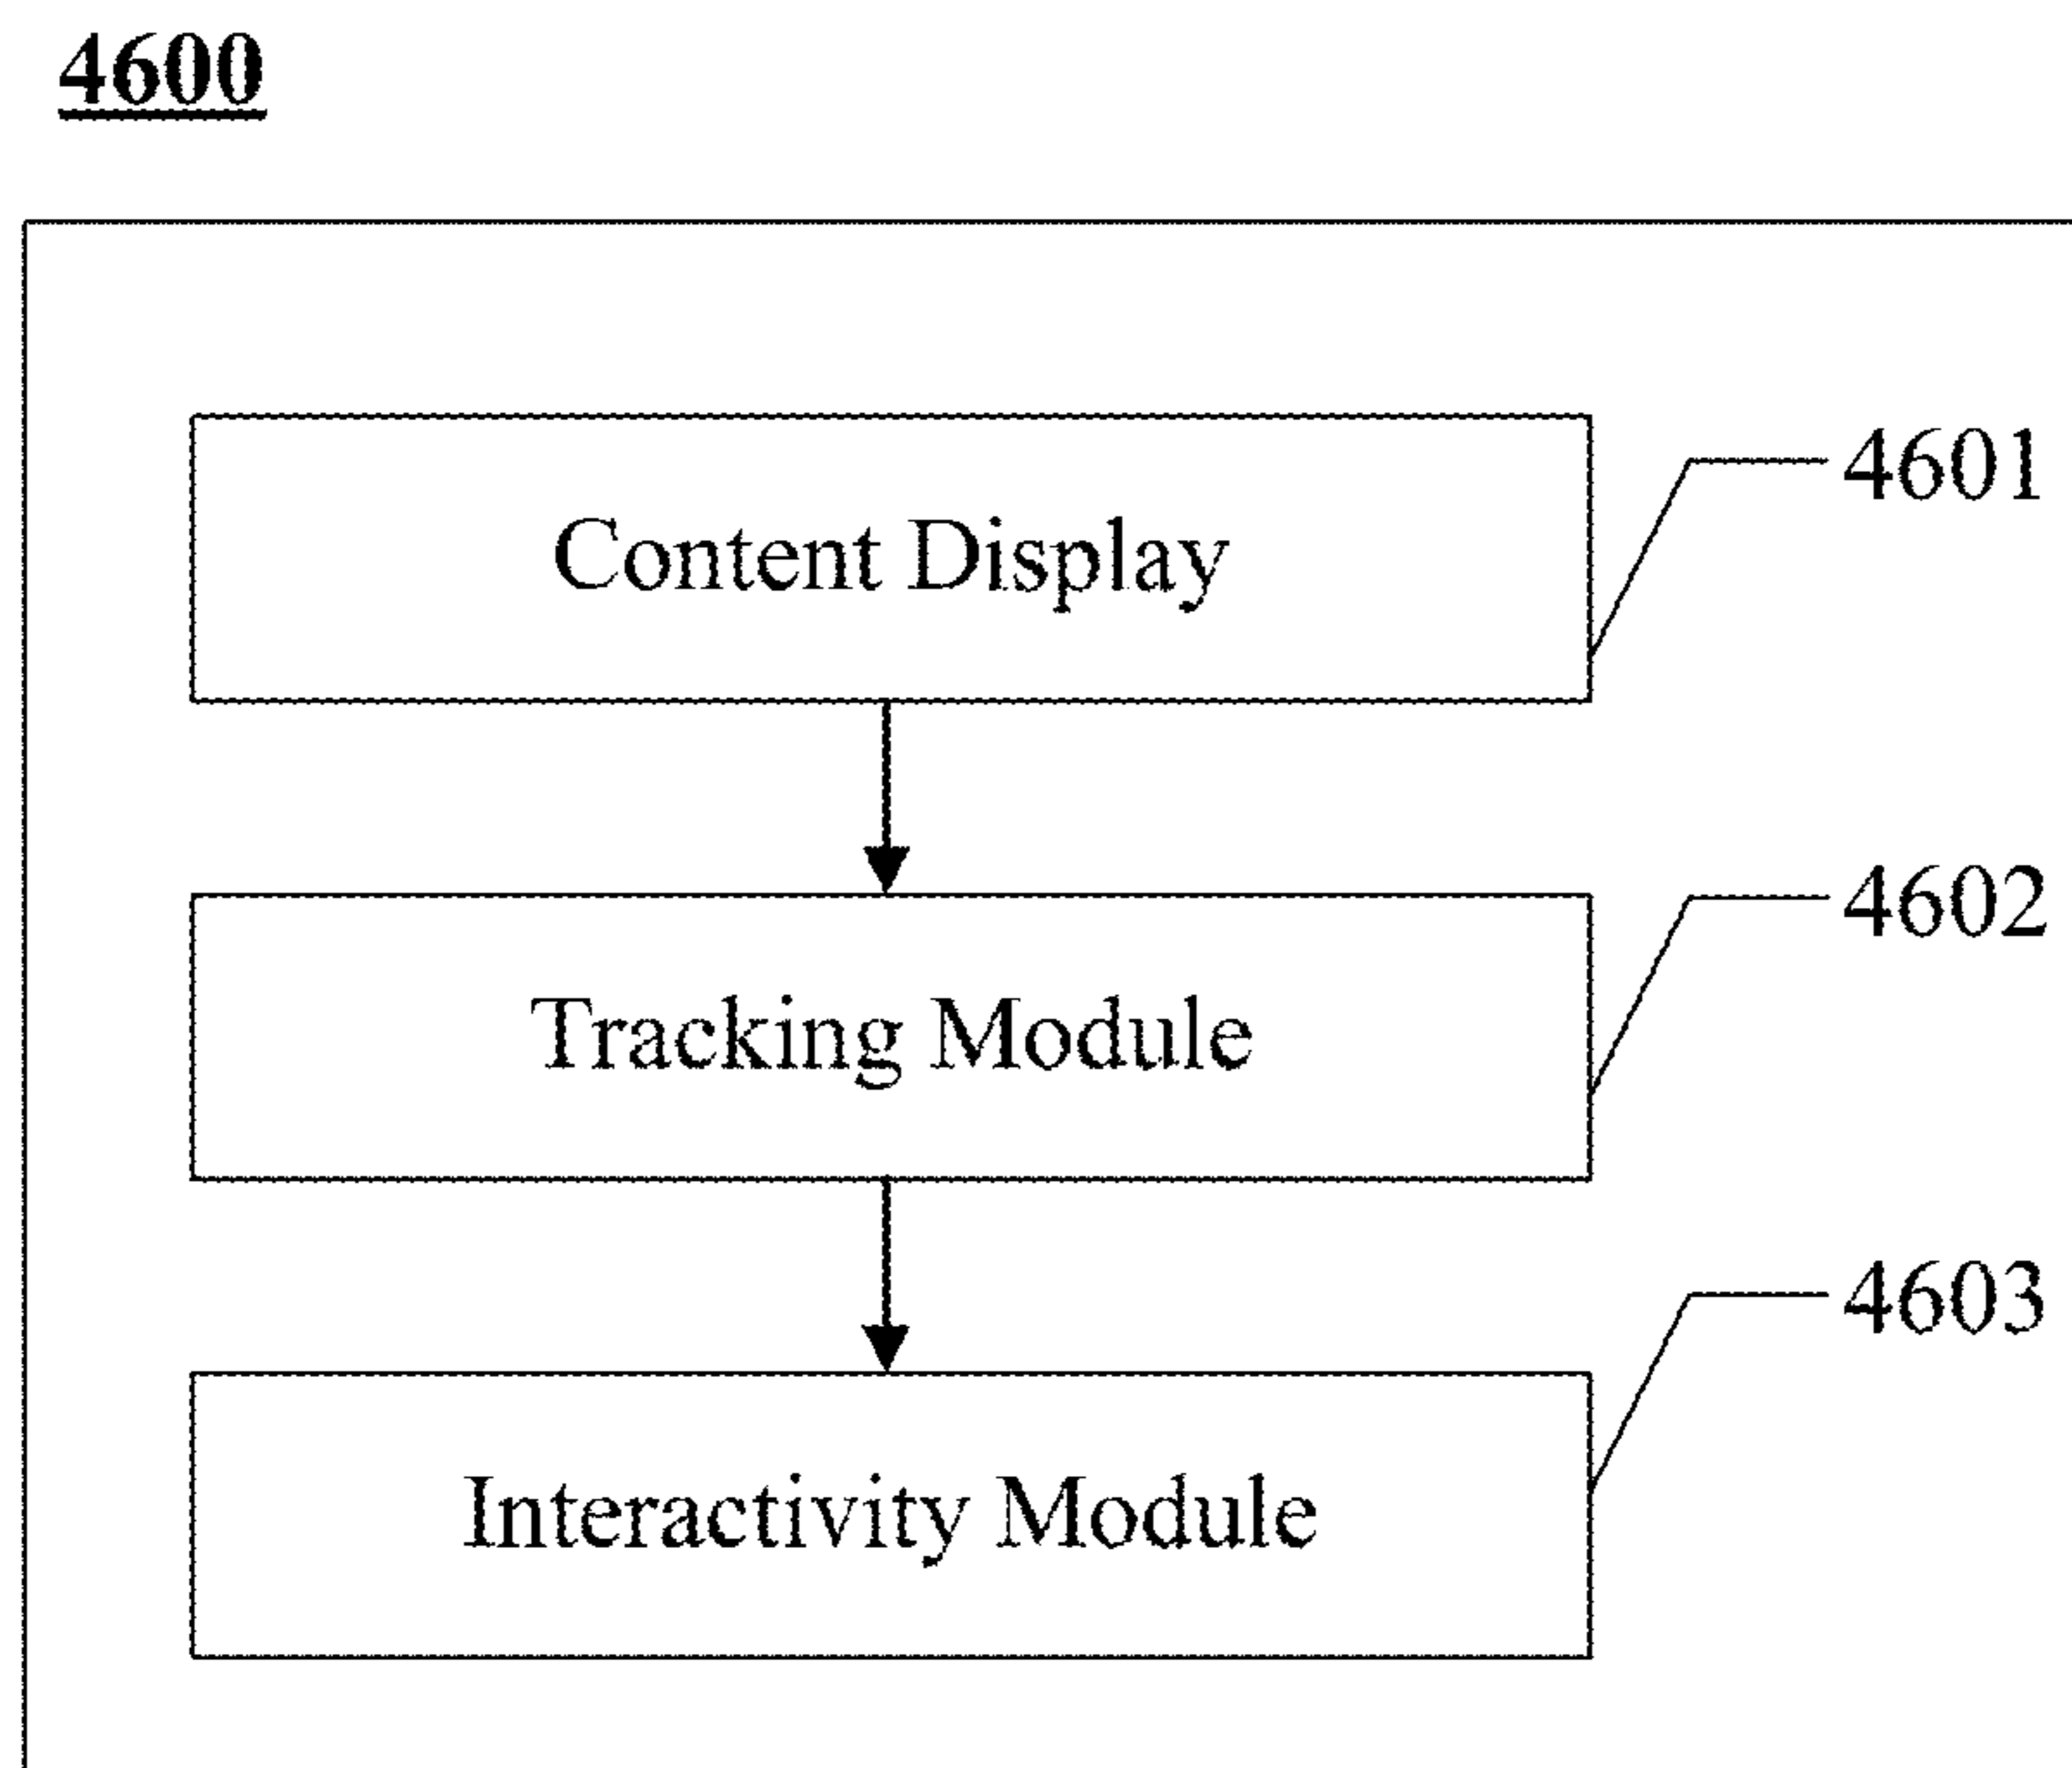 4600
4601
Content Display
4602
Tracking Module
4603
Interactivity Module